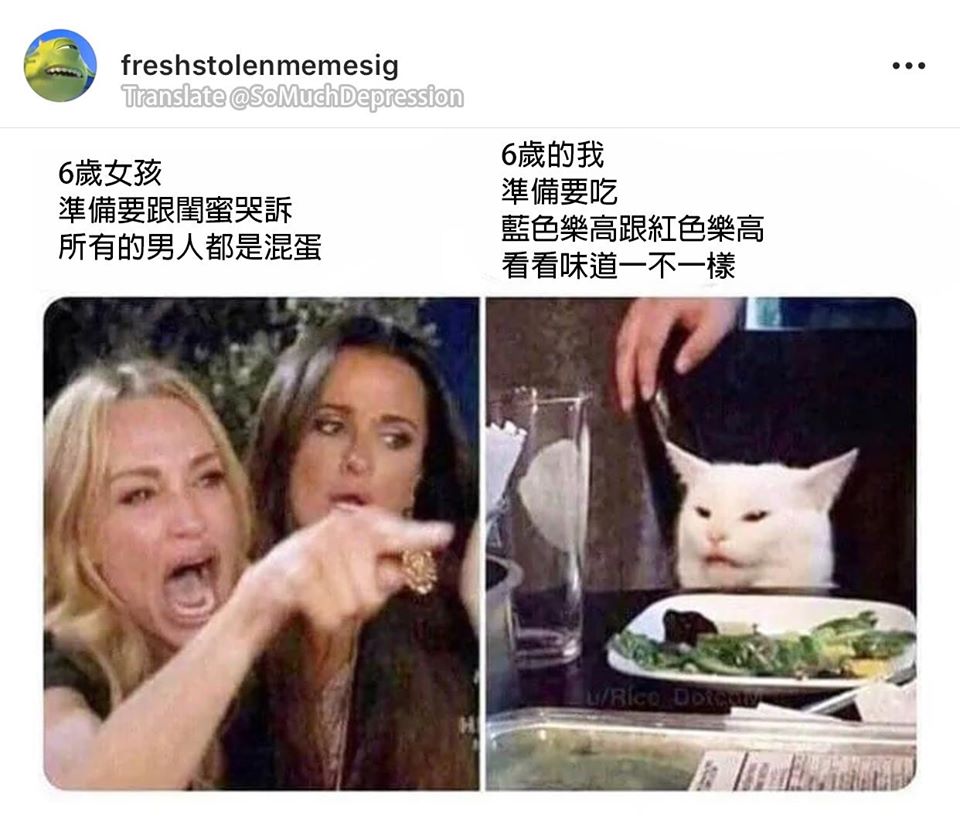 freshstolenmemesig
Translate @SoMuchDepression
6歲女孩
準備要跟閨蜜哭訴
所有的男人都是混蛋
6歲的我
準備要吃
藍色樂高跟紅色樂高
看看味道一不一樣